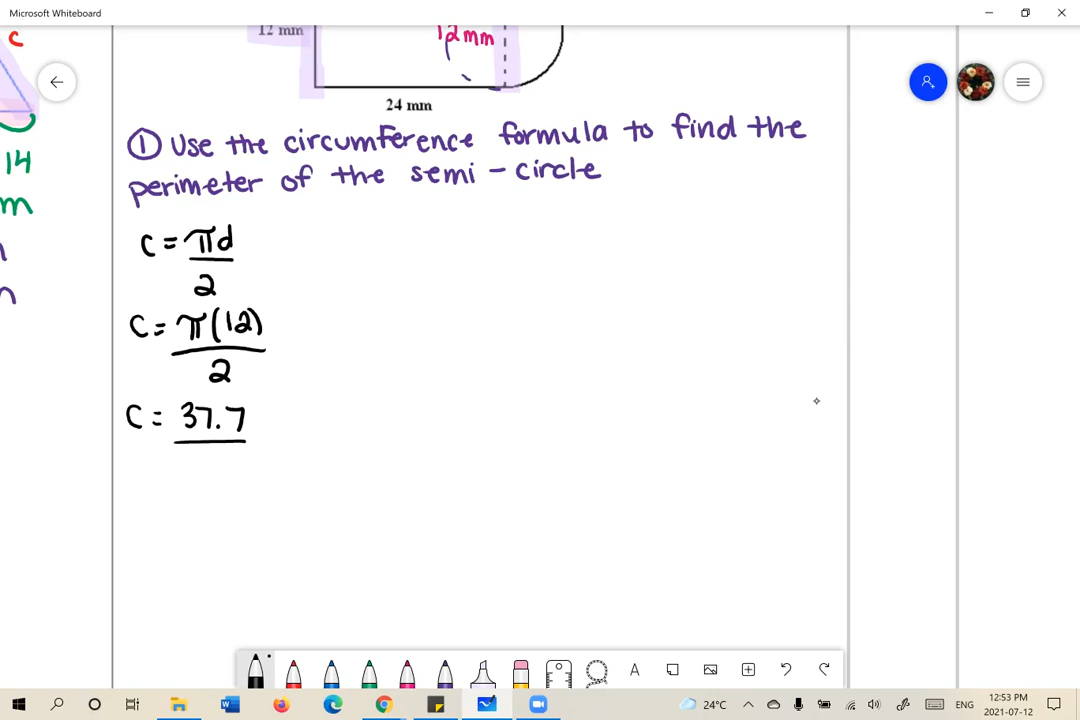 Microsoft Whiteboard
c
12 mm
12mm
24 mm
14
m
① Use the circumference formula to find the
perimeter of the semi-circle
C = πd
2
C = π(12)
2
C = 37.7
A
24°C
ENG
12:53 PM
2021-07-12